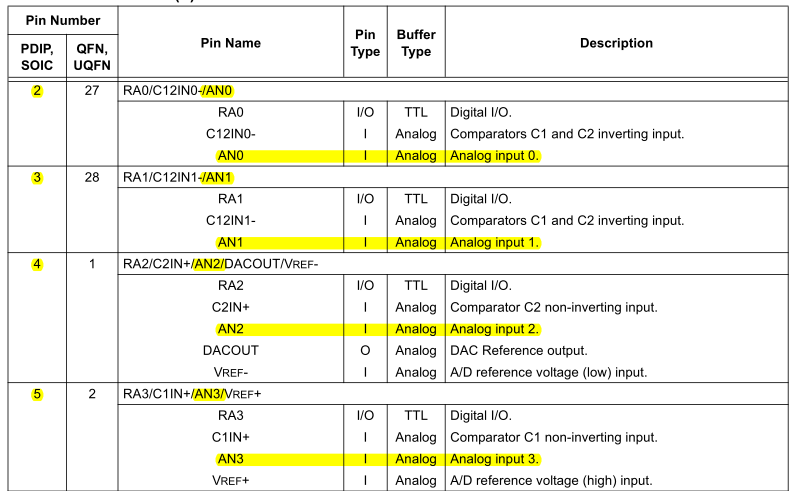 Pin Number Pin Name Pin Type Buffer Type Description
PDIP, SOIC QFN, UQFN
2 27 RA0/C12IN0-/AN0
RA0 I/O TTL Digital I/O.
C12IN0- I Analog Comparators C1 and C2 inverting input.
AN0 I Analog Analog input 0.
3 28 RA1/C12IN1-/AN1
RA1 I/O TTL Digital I/O.
C12IN1- I Analog Comparators C1 and C2 inverting input.
AN1 I Analog Analog input 1.
4 1 RA2/C2IN+/AN2/DACOUT/VREF-
RA2 I/O TTL Digital I/O.
C2IN+ I Analog Comparator C2 non-inverting input.
AN2 I Analog Analog input 2.
DACOUT O Analog DAC Reference output.
VREF- I Analog A/D reference voltage (low) input.
5 2 RA3/C1IN+/AN3/VREF+
RA3 I/O TTL Digital I/O.
C1IN+ I Analog Comparator C1 non-inverting input.
AN3 I Analog Analog input 3.
VREF+ I Analog A/D reference voltage (high) input.